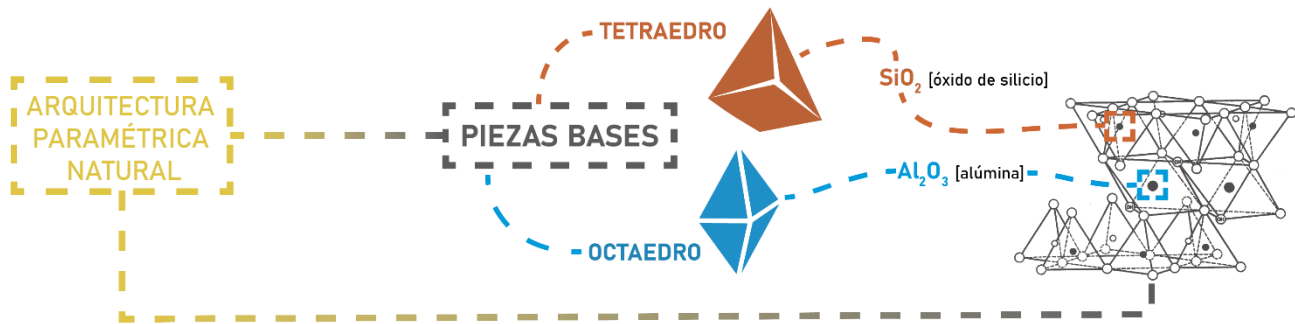 TETRAEDRO
SiO₂ [óxido de silicio]
ARQUITECTURA
PARAMÉTRICA
NATURAL
PIEZAS BASES
Al₂O₃ [alúmina]
OCTAEDRO